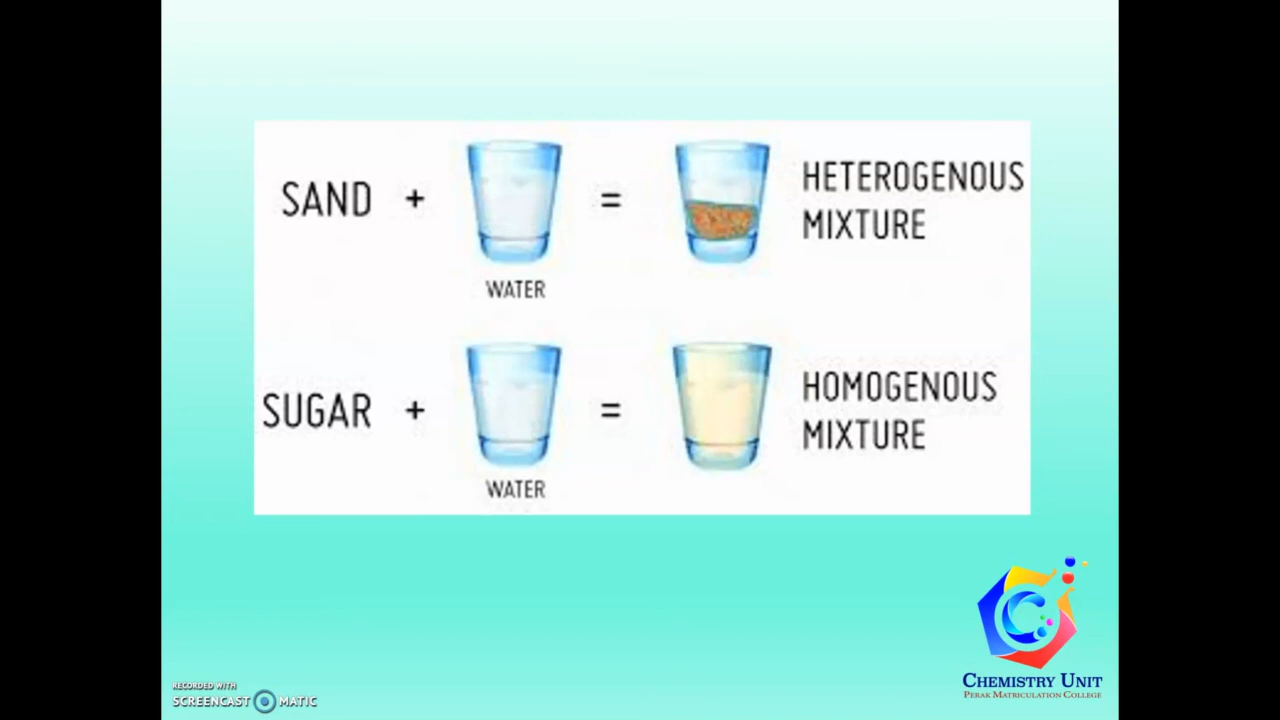 SAND + = HETEROGENOUS
MIXTURE
WATER
SUGAR + = HOMOGENOUS
MIXTURE
WATER
CHEMISTRY UNIT
PERAK MATRICULATION COLLEGE
RECORDED WITH
SCREENCAST MATIC